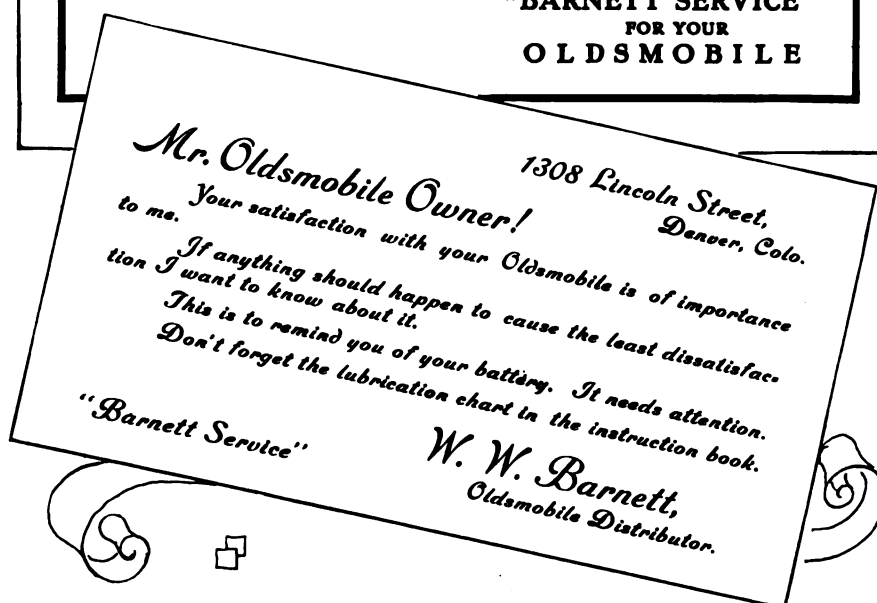 "BARNETT SERVICE
FOR YOUR
OLDSMOBILE
1308 Lincoln Street,
Denver, Colo.
Mr. Oldsmobile Owner!
Your satisfaction with your Oldsmobile is of importance
to me.
If anything should happen to cause the least dissatisfac-
tion I want to know about it.
This is to remind you of your battery. It needs attention.
Don't forget the lubrication chart in the instruction book.
"Barnett Service"
W. W. Barnett,
Oldsmobile Distributor.